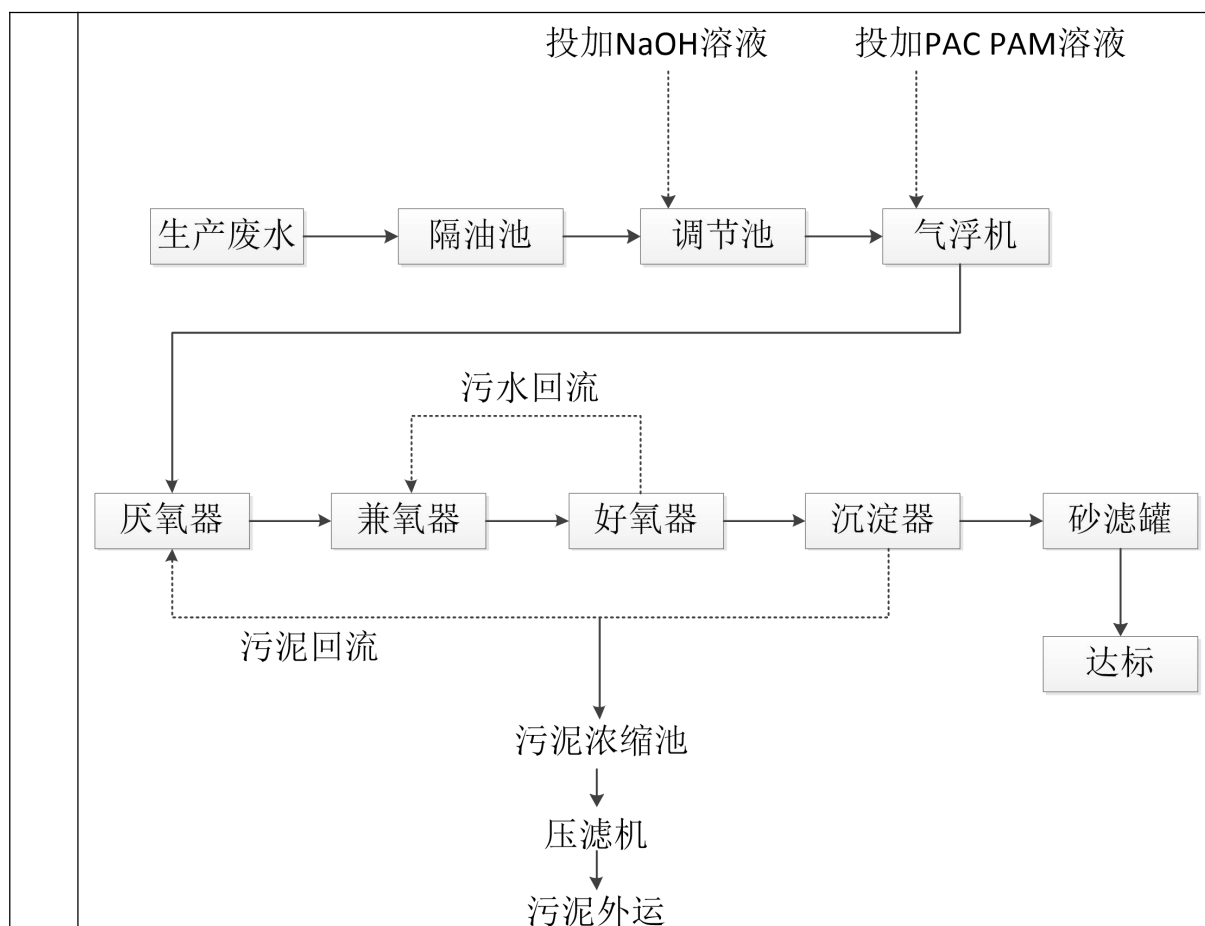 投加NaOH溶液
投加PAC PAM溶液
生产废水
隔油池
调节池
气浮机
污水回流
厌氧器
兼氧器
好氧器
沉淀器
砂滤罐
污泥回流
达标
污泥浓缩池
压滤机
污泥外运